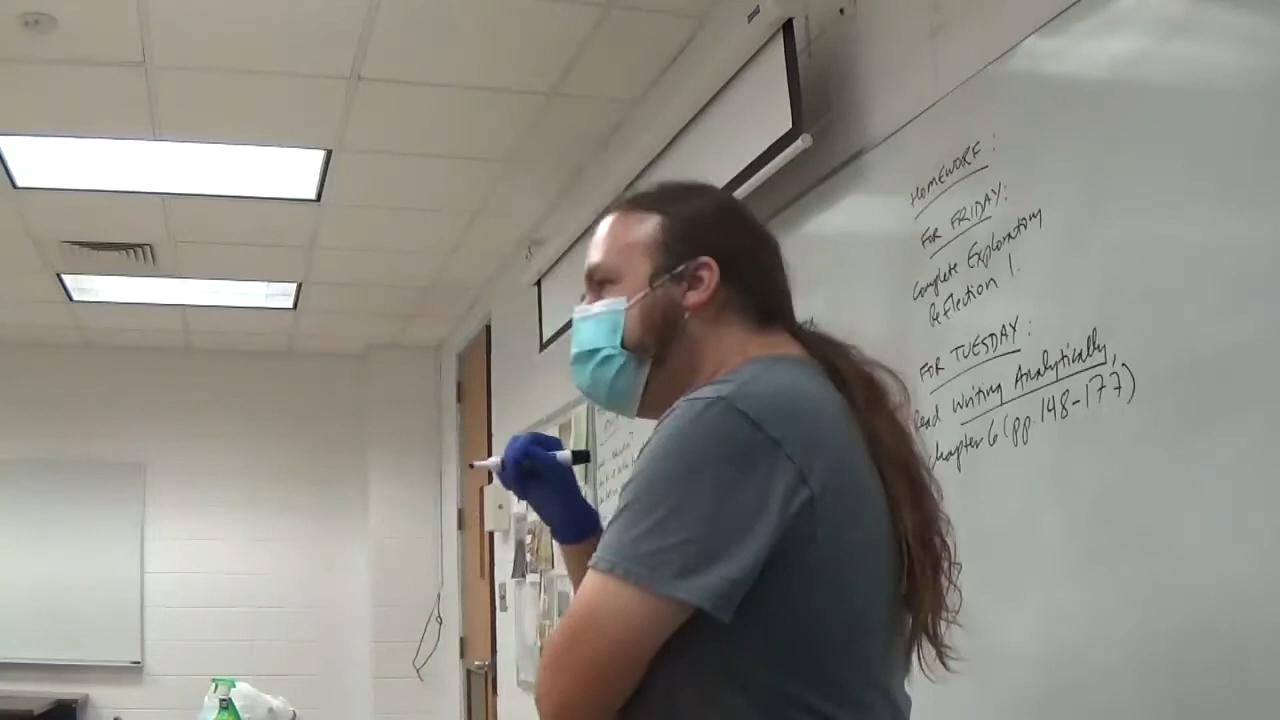 HOMEWORK:
FOR FRIDAY:
Complete Exploratory
Reflection 1.
FOR TUESDAY:
Read Writing Analytically,
Chapter 6 (pp 148-177)